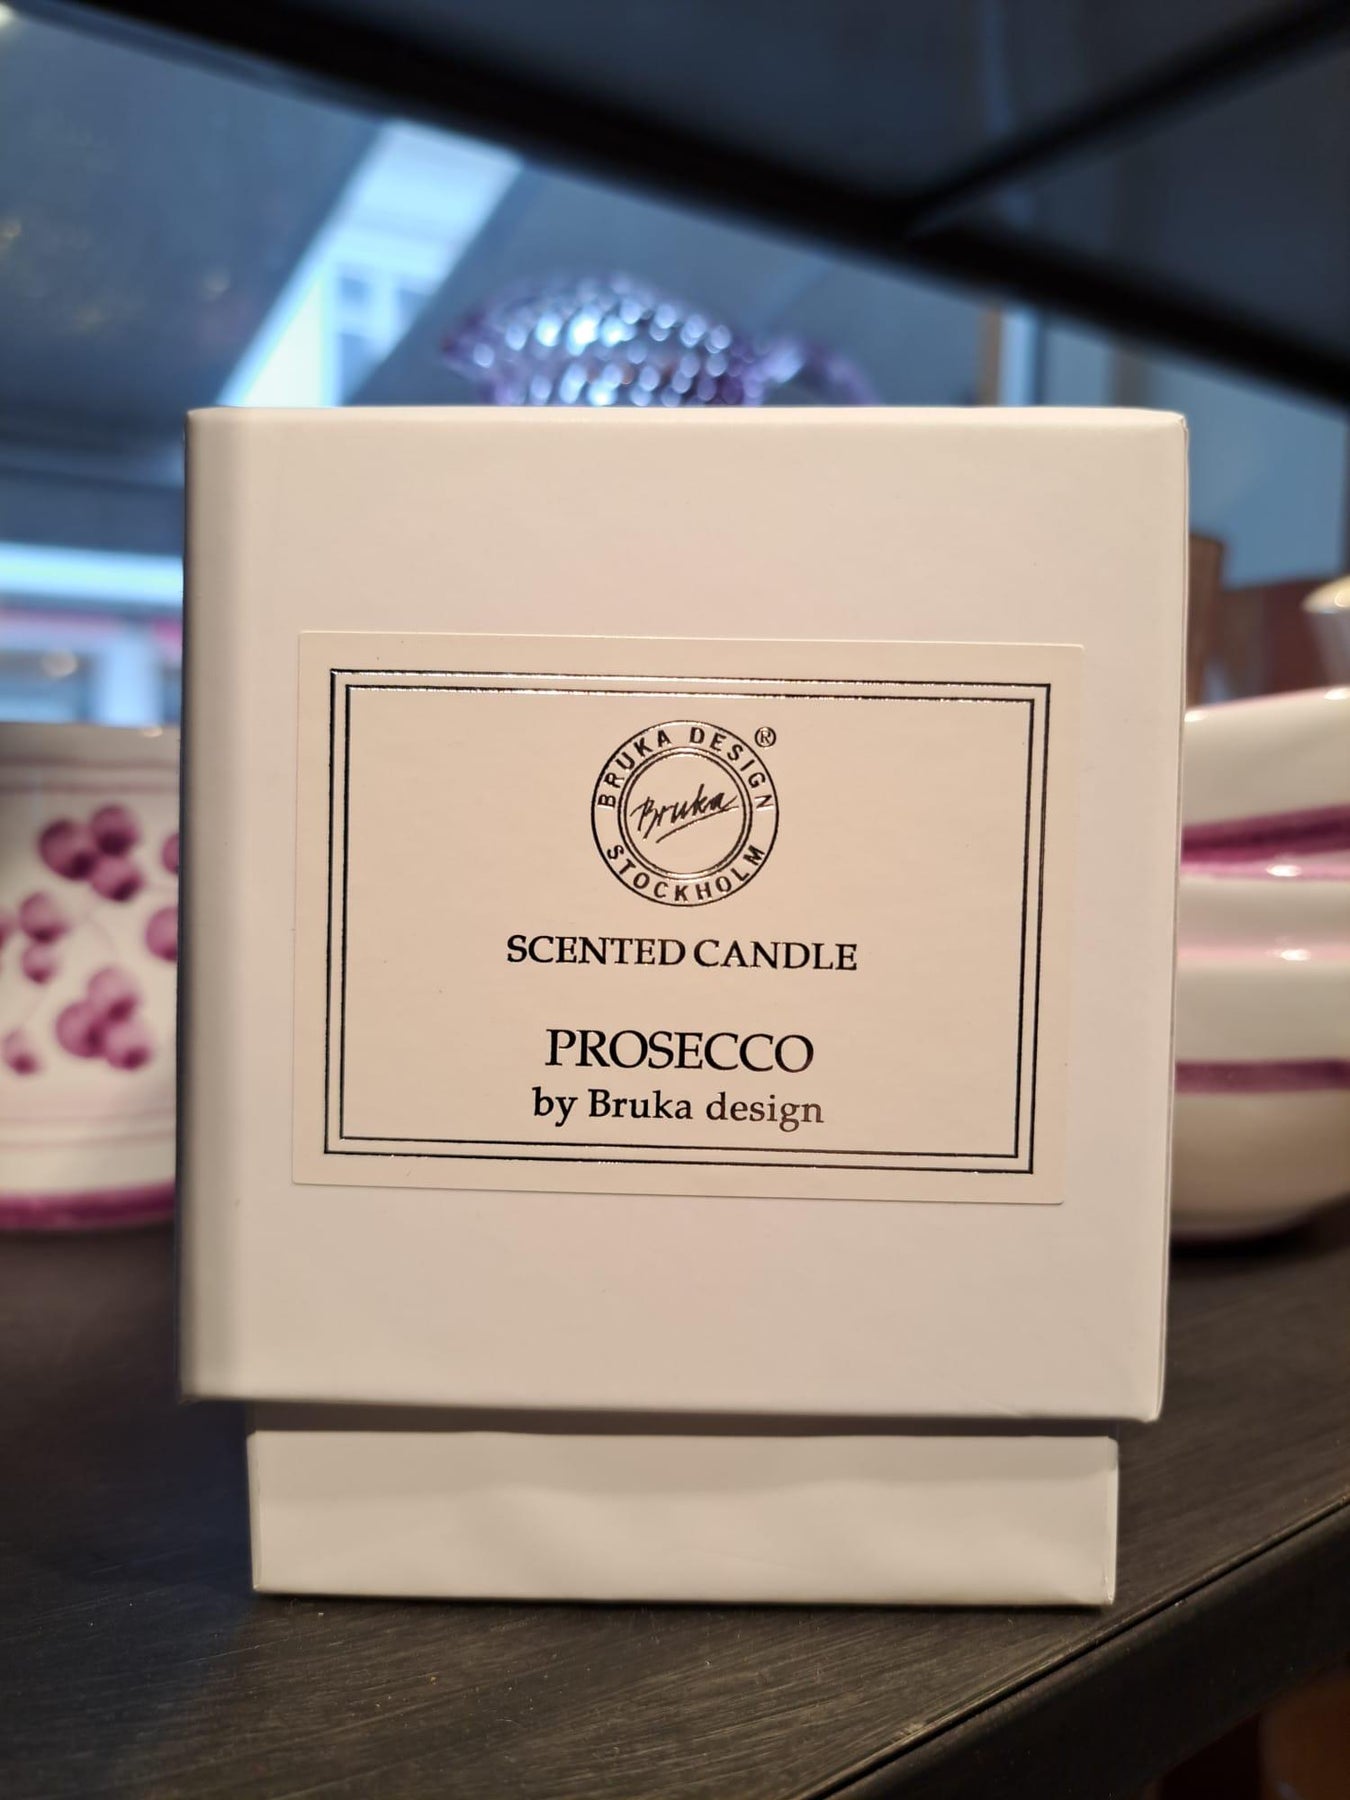 BRUKA DESIGN ®
Bruka
STOCKHOLM
SCENTED CANDLE
PROSECCO
by Bruka design